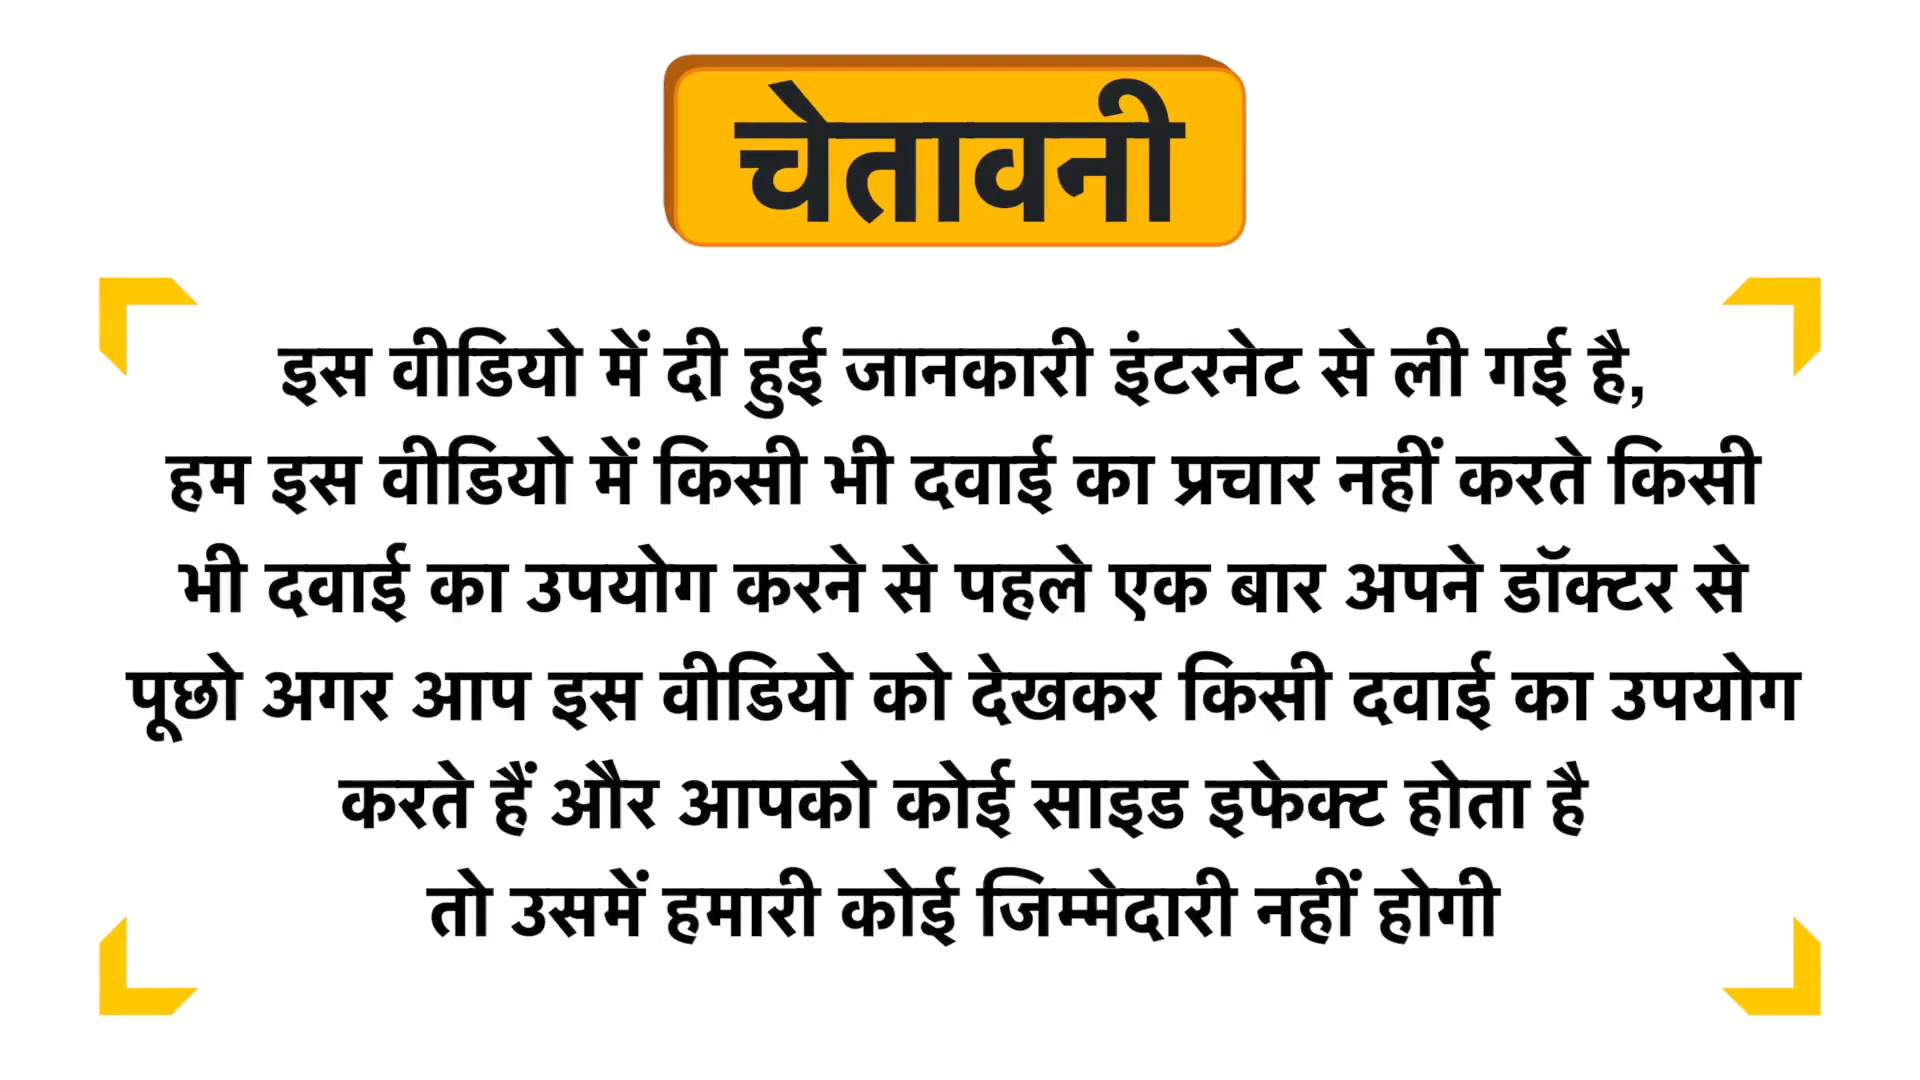 चेतावनी
इस वीडियो में दी हुई जानकारी इंटरनेट से ली गई है,
हम इस वीडियो में किसी भी दवाई का प्रचार नहीं करते किसी
भी दवाई का उपयोग करने से पहले एक बार अपने डॉक्टर से
पूछो अगर आप इस वीडियो को देखकर किसी दवाई का उपयोग
करते हैं और आपको कोई साइड इफेक्ट होता है
तो उसमें हमारी कोई जिम्मेदारी नहीं होगी